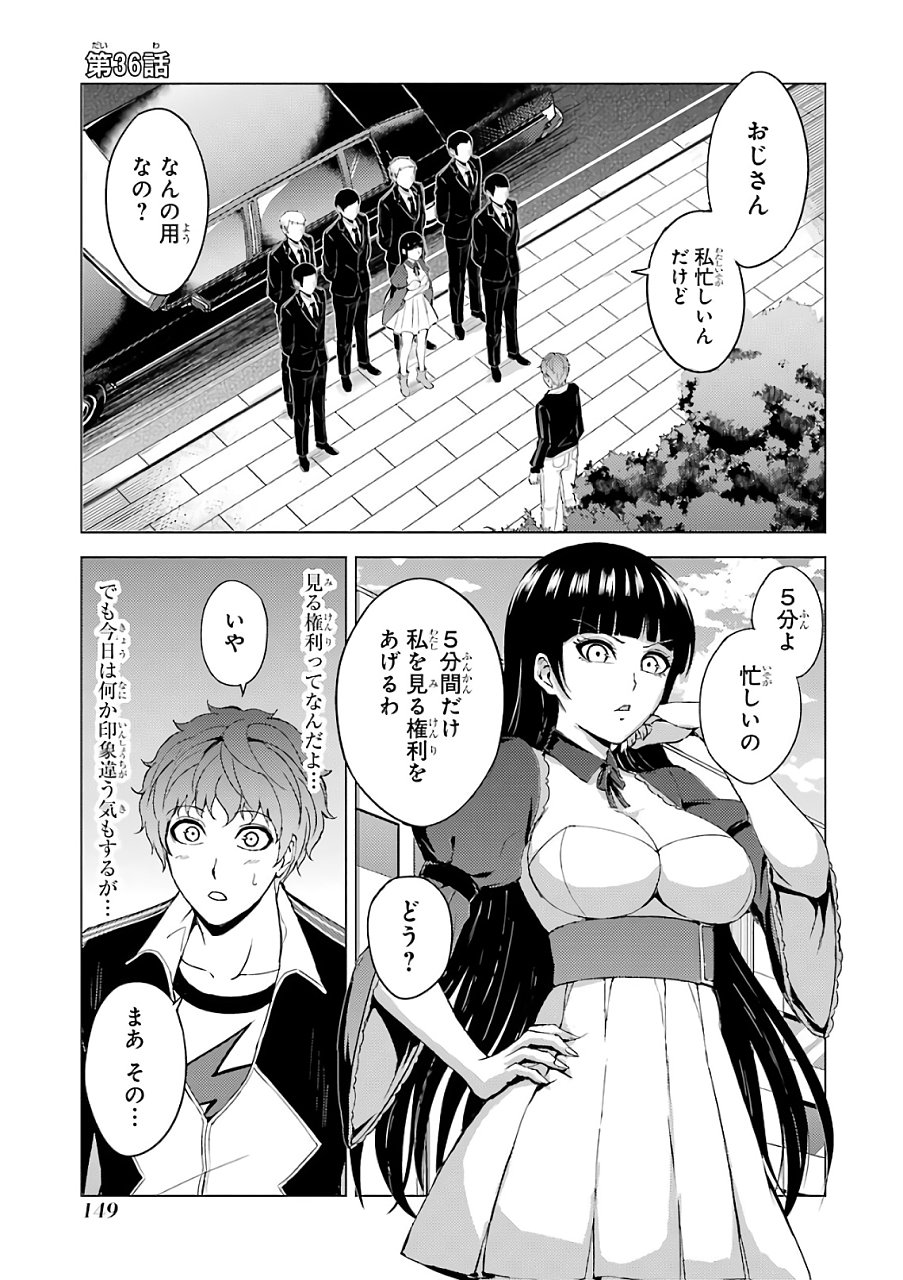 第36話
おじさん
私忙しいん
だけど
なんの用
なの?
5分よ
忙しいの
5分間だけ
私を見る権利を
あげるわ
どう?
見る権利ってなんだよ…
いや
でも今日は何か印象違う気もするが…
まあ その…
149